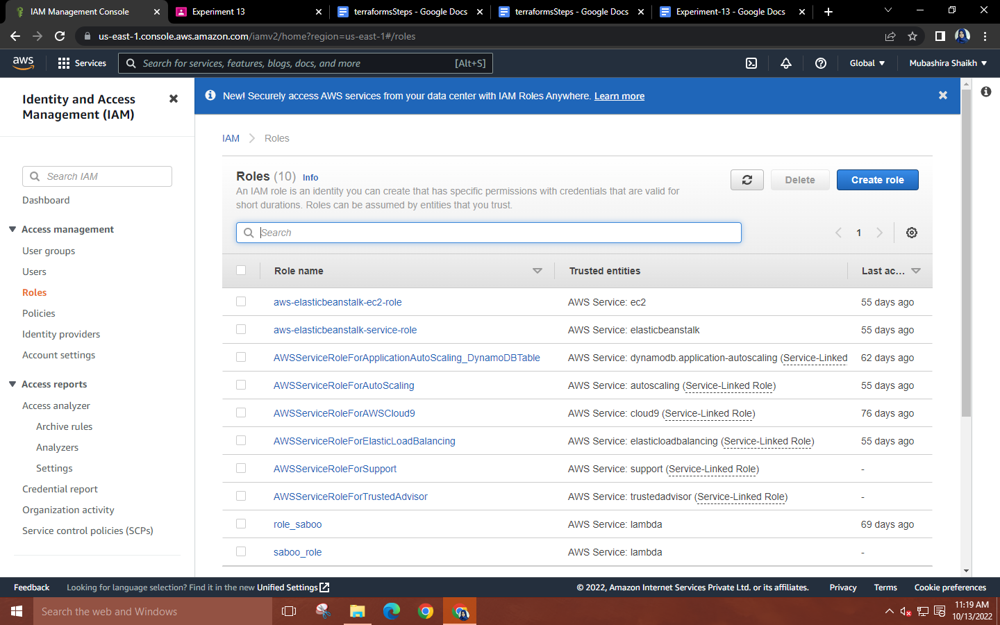 IAM Management Console
Experiment 13
terraformsSteps - Google Docs
terraformsSteps - Google Docs
Experiment-13 - Google Docs
us-east-1.console.aws.amazon.com/iamv2/home?region=us-east-1#/roles
aws
Services
Search for services, features, blogs, docs, and more
[Alt+S]
Global
Mubashira Shaikh
Identity and Access
Management (IAM)
Search IAM
Dashboard
Access management
User groups
Users
Roles
Policies
Identity providers
Account settings
Access reports
Access analyzer
Archive rules
Analyzers
Settings
Credential report
Organization activity
Service control policies (SCPs)
New! Securely access AWS services from your data center with IAM Roles Anywhere. Learn more
IAM
Roles
Roles (10) Info
An IAM role is an identity you can create that has specific permissions with credentials that are valid for
short durations. Roles can be assumed by entities that you trust.
Delete
Create role
Search
1
Role name Trusted entities Last ac...
aws-elasticbeanstalk-ec2-role AWS Service: ec2 55 days ago
aws-elasticbeanstalk-service-role AWS Service: elasticbeanstalk 55 days ago
AWSServiceRoleForApplicationAutoScaling_DynamoDBTable AWS Service: dynamodb.application-autoscaling (Service-Linked 62 days ago
AWSServiceRoleForAutoScaling AWS Service: autoscaling (Service-Linked Role) 55 days ago
AWSServiceRoleForAWSCloud9 AWS Service: cloud9 (Service-Linked Role) 76 days ago
AWSServiceRoleForElasticLoadBalancing AWS Service: elasticloadbalancing (Service-Linked Role) 55 days ago
AWSServiceRoleForSupport AWS Service: support (Service-Linked Role) -
AWSServiceRoleForTrustedAdvisor AWS Service: trustedadvisor (Service-Linked Role) -
role_saboo AWS Service: lambda 69 days ago
saboo_role AWS Service: lambda -
Feedback
Looking for language selection? Find it in the new Unified Settings
© 2022, Amazon Internet Services Private Ltd. or its affiliates.
Privacy
Terms
Cookie preferences
Search the web and Windows
11:19 AM
10/13/2022